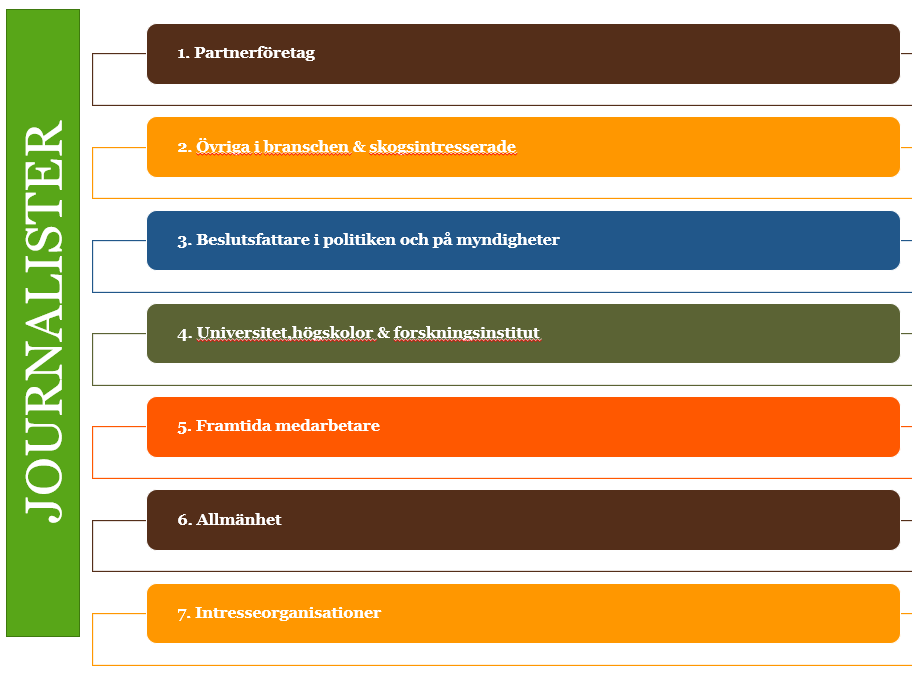 JOURNALISTER
1. Partnerföretag
2. Övriga i branschen & skogsintresserade
3. Beslutsfattare i politiken och på myndigheter
4. Universitet,högskolor & forskningsinstitut
5. Framtida medarbetare
6. Allmänhet
7. Intresseorganisationer